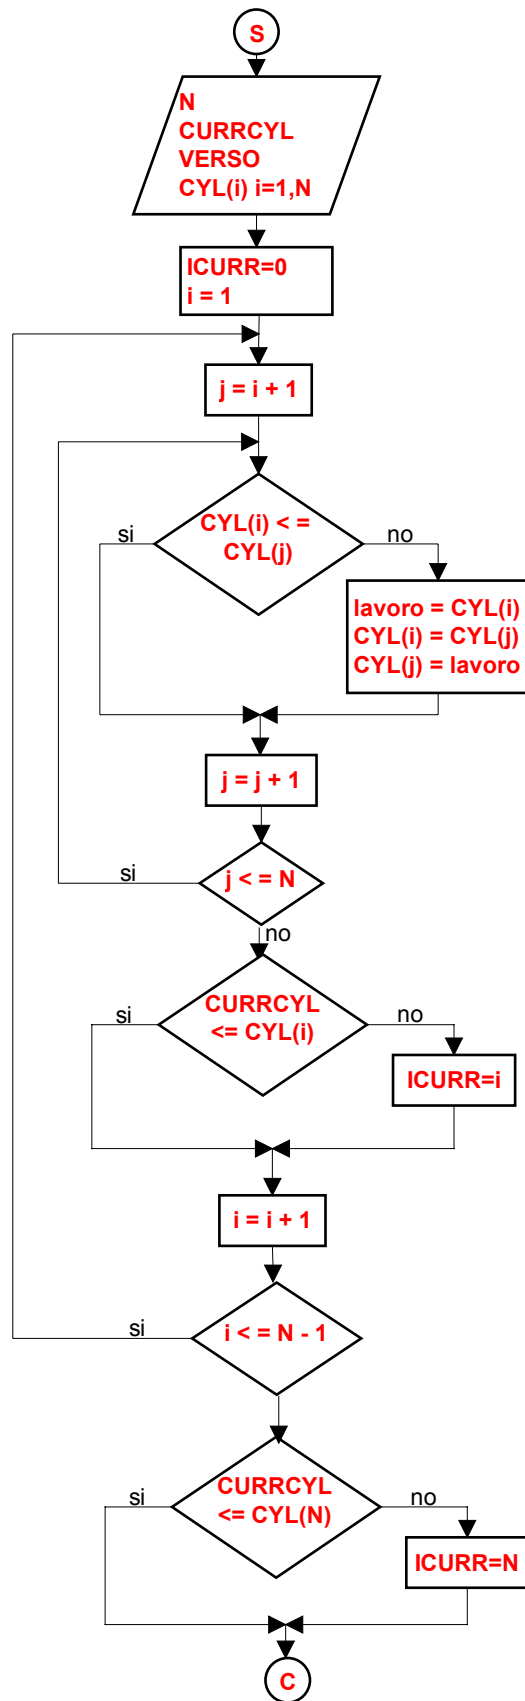 S
N
CURRCYL
VERSO
CYL(i) i=1,N
ICURR=0
i = 1
j = i + 1
CYL(i) < =
CYL(j)
si
no
lavoro = CYL(i)
CYL(i) = CYL(j)
CYL(j) = lavoro
j = j + 1
j < = N
si
no
CURRCYL
<= CYL(i)
si
no
ICURR=i
i = i + 1
i < = N - 1
si
CURRCYL
<= CYL(N)
si
no
ICURR=N
C